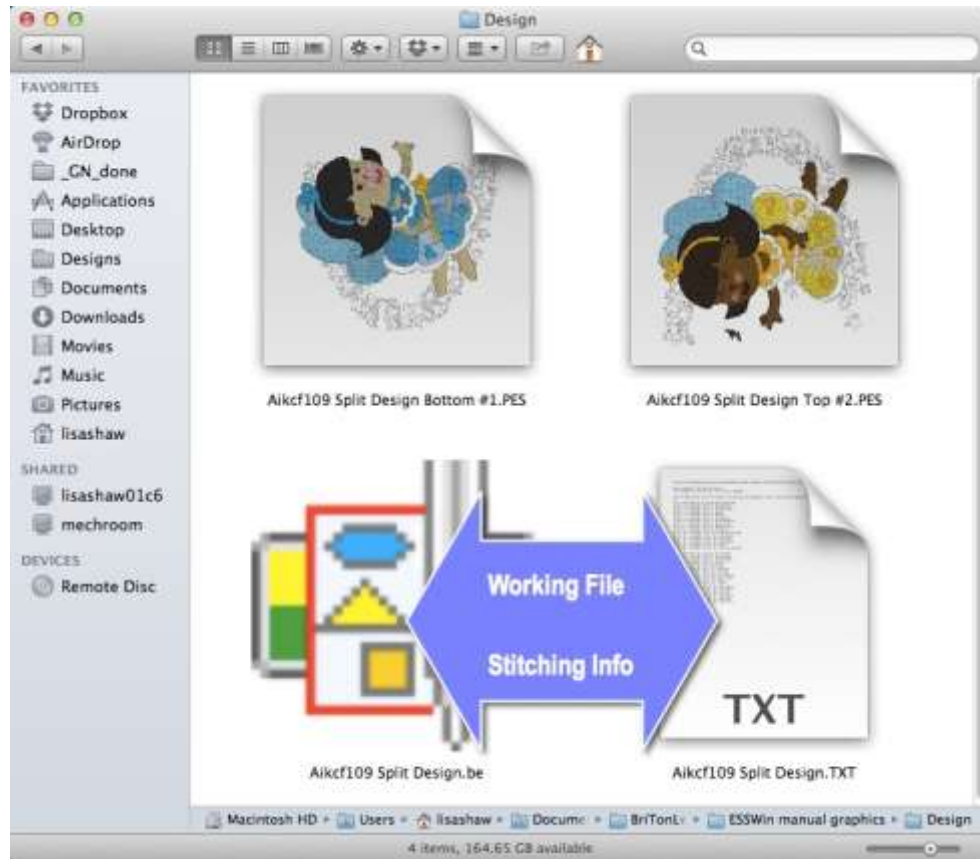 Design
FAVORITES
Dropbox
AirDrop
_GN_done
Applications
Desktop
Designs
Documents
Downloads
Movies
Music
Pictures
lisashaw
SHARED
lisashaw01c6
mechroom
DEVICES
Remote Disc
Aikcf109 Split Design Bottom #1.PES
Aikcf109 Split Design Top #2.PES
Working File
Stitching Info
TXT
Aikcf109 Split Design.be
Aikcf109 Split Design.TXT
Macintosh HD Users lisashaw Docume BriTonL ESSWin manual graphics Design
4 items, 164.65 GB available